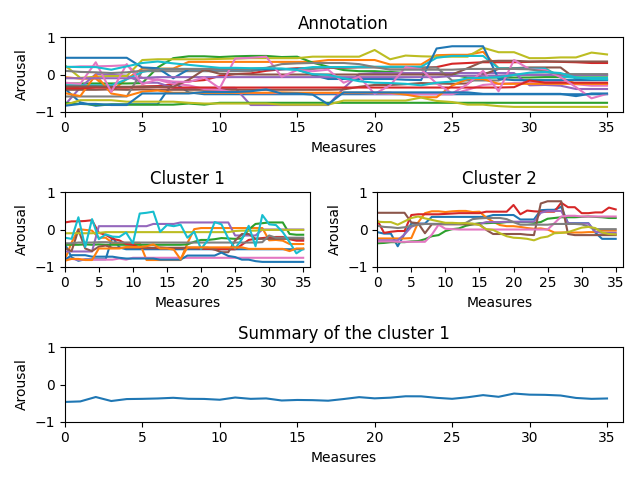 Annotation
1
0
−1
Arousal
0 5 10 15 20 25 30 35
Measures
Cluster 1
1
0
−1
Arousal
0 5 10 15 20 25 30 35
Measures
Cluster 2
1
0
−1
Arousal
0 5 10 15 20 25 30 35
Measures
Summary of the cluster 1
1
0
−1
Arousal
0 5 10 15 20 25 30 35
Measures